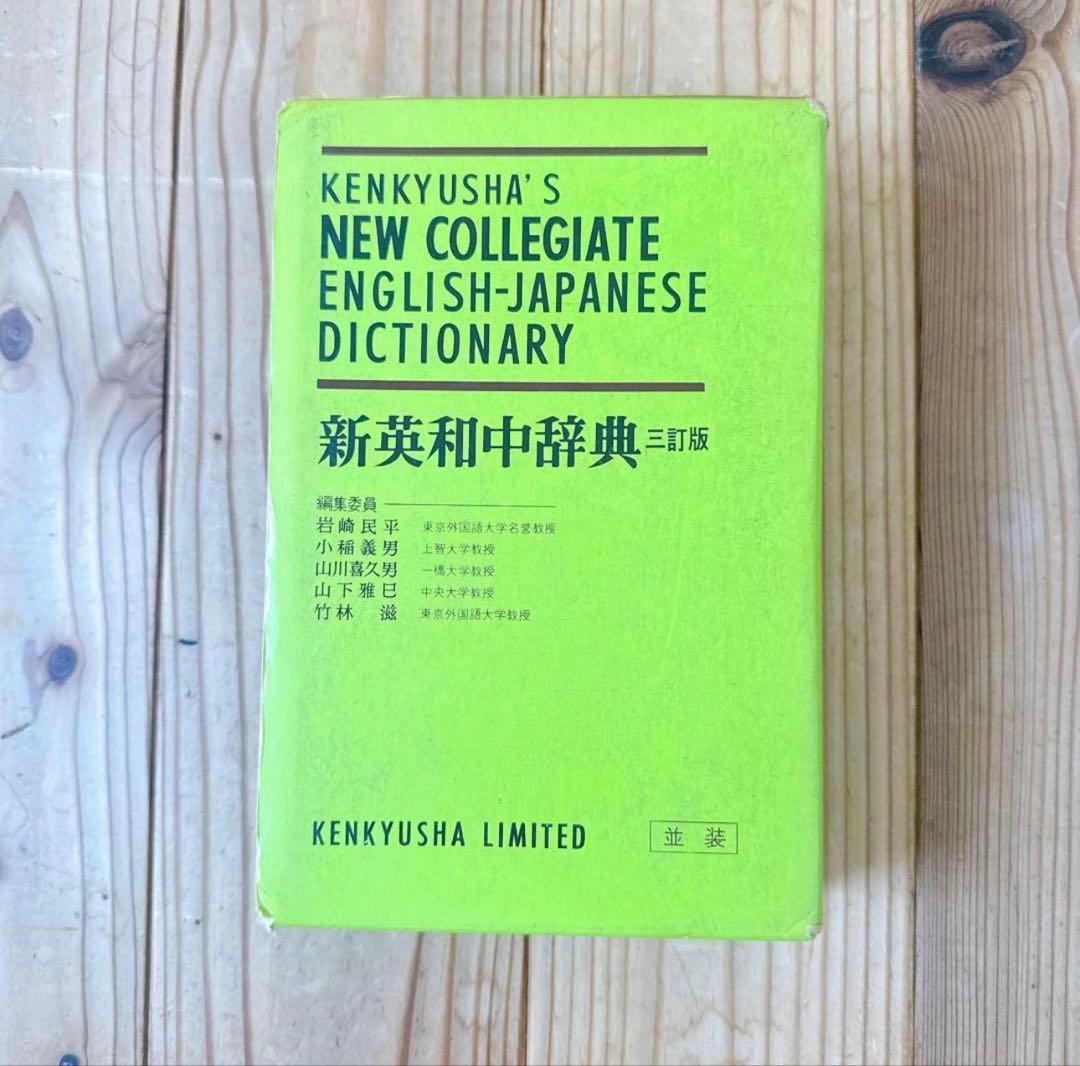 KENKYUSHA'S
NEW COLLEGIATE
ENGLISH-JAPANESE
DICTIONARY
新英和中辞典 三訂版
編集委員
岩崎民平 東京外国語大学名誉教授
小稲義男 上智大学教授
山川喜久男 一橋大学教授
山下雅巳 中央大学教授
竹林 滋 東京外国語大学教授
KENKYUSHA LIMITED 並装